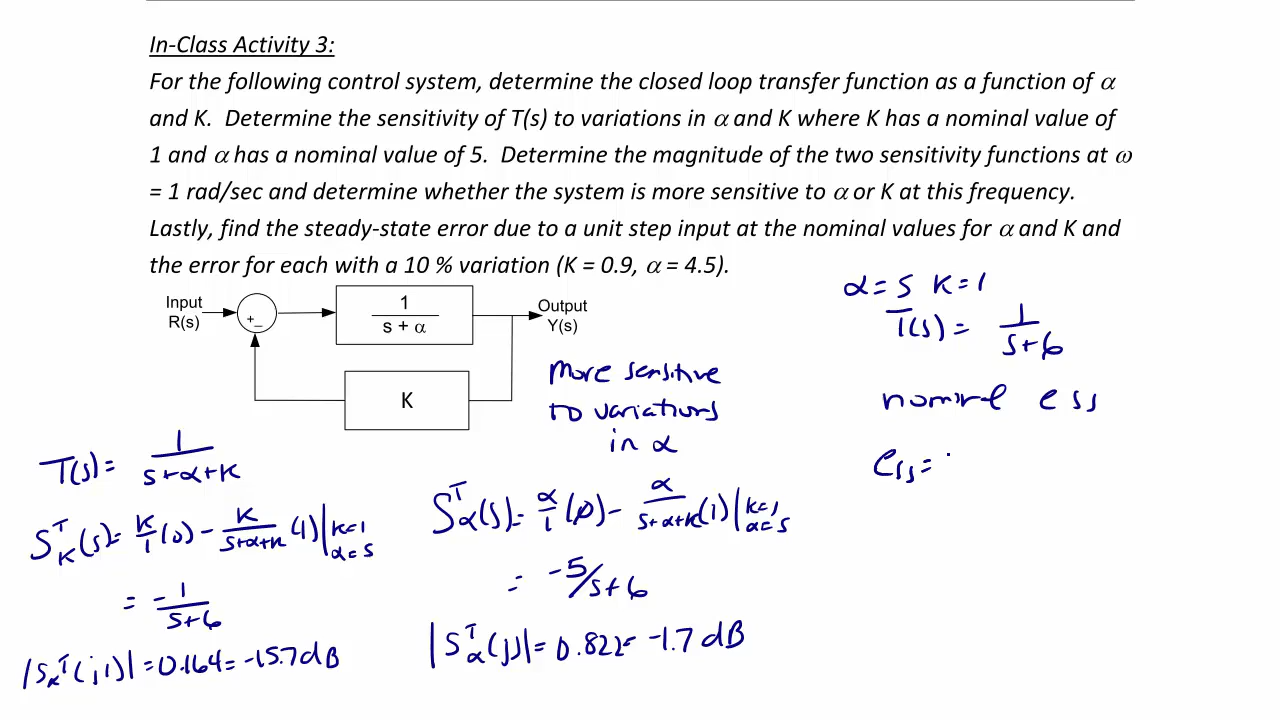 In-Class Activity 3:
For the following control system, determine the closed loop transfer function as a function of α
and K. Determine the sensitivity of T(s) to variations in α and K where K has a nominal value of
1 and α has a nominal value of 5. Determine the magnitude of the two sensitivity functions at ω
= 1 rad/sec and determine whether the system is more sensitive to α or K at this frequency.
Lastly, find the steady-state error due to a unit step input at the nominal values for α and K and
the error for each with a 10 % variation (K = 0.9, α = 4.5).
Input
R(s)
+
_
1
s + α
Output
Y(s)
K
α = 5 K = 1
T(s) = 1/(s+6)
nominal ess
ess =
More sensitive
to variations
in α
T(s) = 1/(s+α+K)
S_K^T(s) = K/1 (0) − K/(s+α+K) (1) | K=1 α=5
= −1/(s+6)
|S_K^T(j1)| = 0.164 = −15.7 dB
S_α^T(s) = α/1 (0) − α/(s+α+K) (1) | K=1 α=5
= −5/s+6
|S_α^T(j)| = 0.822 = −1.7 dB